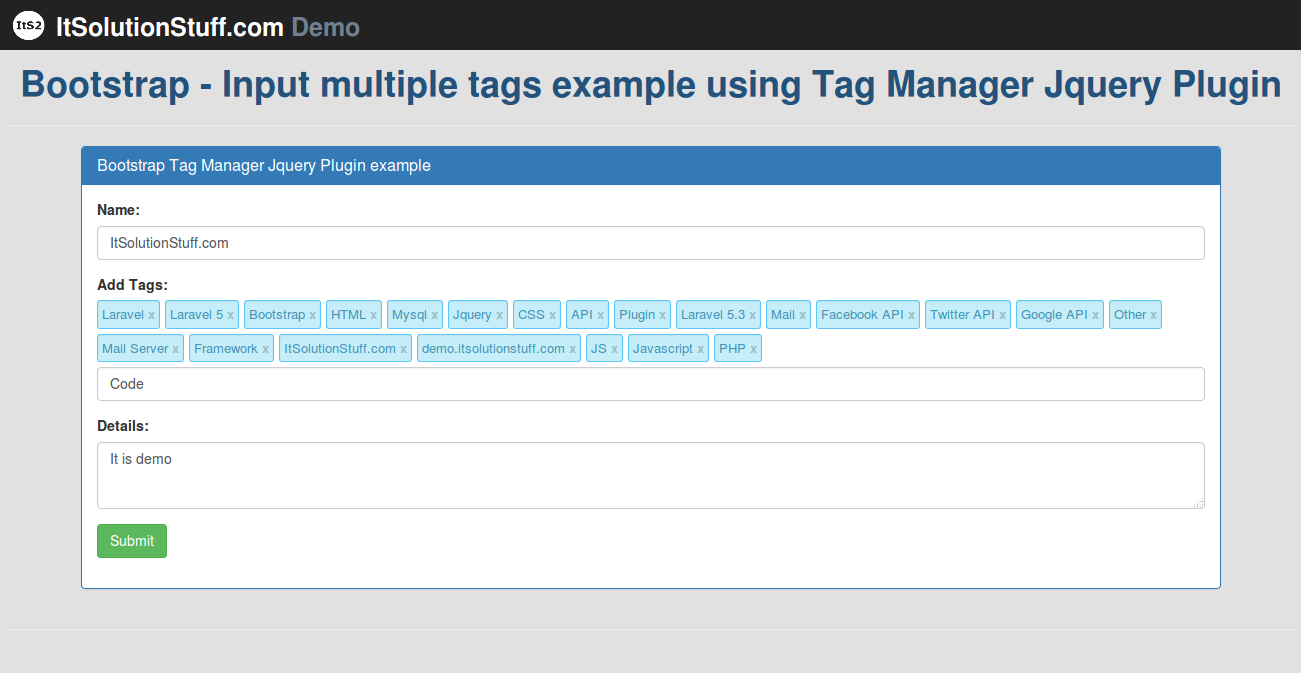 ItS2 ItSolutionStuff.com Demo
Bootstrap - Input multiple tags example using Tag Manager Jquery Plugin
Bootstrap Tag Manager Jquery Plugin example
Name:
ItSolutionStuff.com
Add Tags:
Laravel x Laravel 5 x Bootstrap x HTML x Mysql x Jquery x CSS x API x Plugin x Laravel 5.3 x Mail x Facebook API x Twitter API x Google API x Other x
Mail Server x Framework x ItSolutionStuff.com x demo.itsolutionstuff.com x JS x Javascript x PHP x
Code
Details:
It is demo
Submit